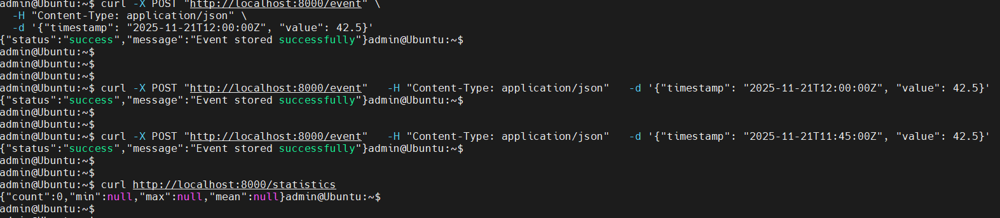 admin@Ubuntu:~$ curl -X POST "http://localhost:8000/event" \
  -H "Content-Type: application/json" \
  -d '{"timestamp": "2025-11-21T12:00:00Z", "value": 42.5}'
{"status":"success","message":"Event stored successfully"}admin@Ubuntu:~$
admin@Ubuntu:~$
admin@Ubuntu:~$
admin@Ubuntu:~$
admin@Ubuntu:~$ curl -X POST "http://localhost:8000/event"   -H "Content-Type: application/json"   -d '{"timestamp": "2025-11-21T12:00:00Z", "value": 42.5}'
{"status":"success","message":"Event stored successfully"}admin@Ubuntu:~$
admin@Ubuntu:~$
admin@Ubuntu:~$
admin@Ubuntu:~$ curl -X POST "http://localhost:8000/event"   -H "Content-Type: application/json"   -d '{"timestamp": "2025-11-21T11:45:00Z", "value": 42.5}'
{"status":"success","message":"Event stored successfully"}admin@Ubuntu:~$
admin@Ubuntu:~$
admin@Ubuntu:~$
admin@Ubuntu:~$ curl http://localhost:8000/statistics
{"count":0,"min":null,"max":null,"mean":null}admin@Ubuntu:~$
admin@Ubuntu:~$